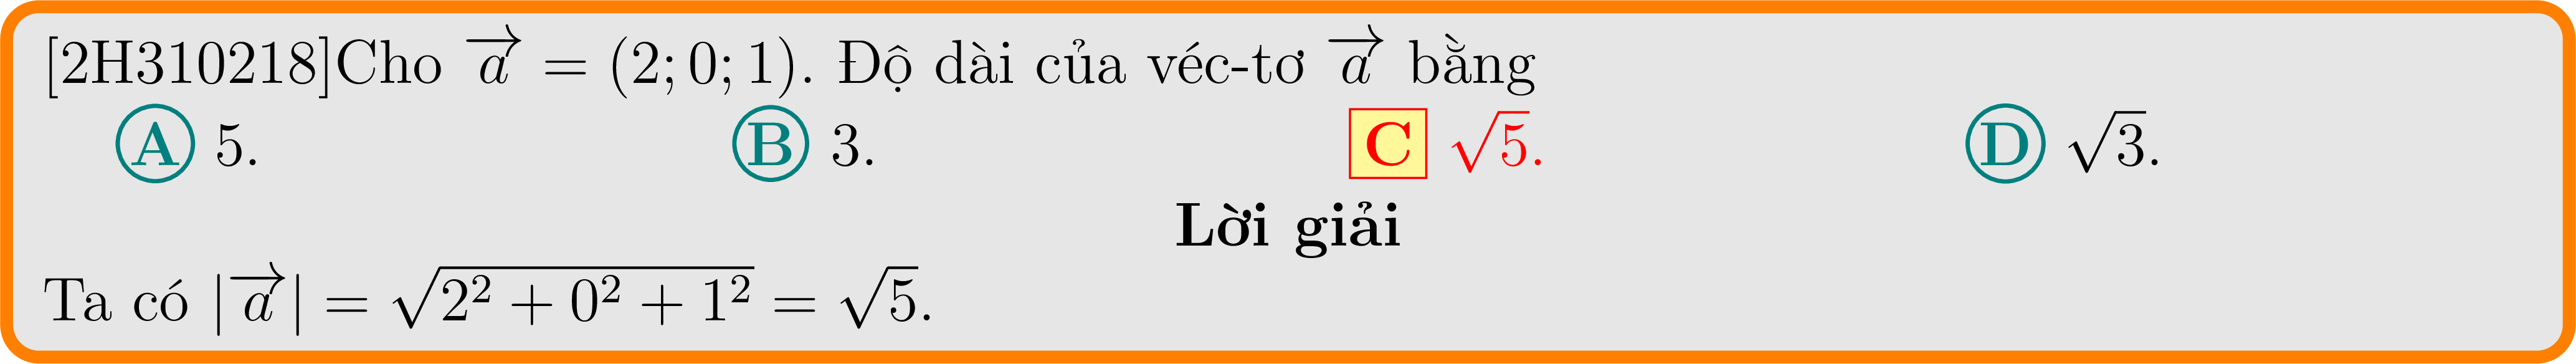 [2H310218]Cho $\overrightarrow{a} = (2; 0; 1)$. Độ dài của véc-tơ $\overrightarrow{a}$ bằng
A 5. B 3. C $\sqrt{5}$. D $\sqrt{3}$.
Lời giải
Ta có $|\overrightarrow{a}| = \sqrt{2^2 + 0^2 + 1^2} = \sqrt{5}$.